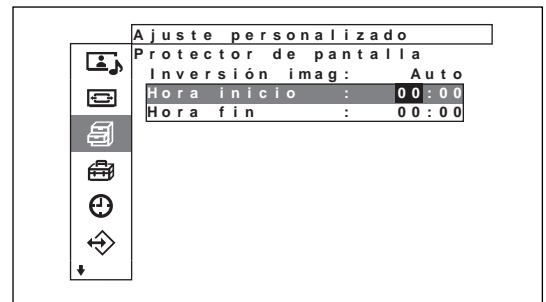 Ajuste personalizado
Protector de pantalla
Inversión imag: Auto
Hora inicio : 00:00
Hora fin : 00:00